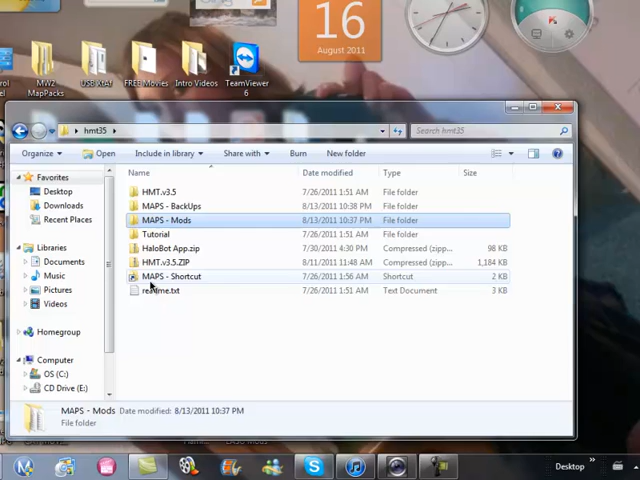 16
August 2011
K
rol
el
MW2
MapPacks
USB XtAf
FREE Movies
Intro Videos
TeamViewer
6
hmt35
Search hmt35
Organize
Open
Include in library
Share with
Burn
New folder
Name
Date modified
Type
Size
Favorites
Desktop
Downloads
Recent Places
Libraries
Documents
Music
Pictures
Videos
Homegroup
Computer
OS (C:)
CD Drive (E:)
HMT.v3.5 7/26/2011 1:51 AM File folder
MAPS - BackUps 8/13/2011 10:38 PM File folder
MAPS - Mods 8/13/2011 10:37 PM File folder
Tutorial 7/26/2011 1:51 AM File folder
HaloBot App.zip 7/30/2011 4:30 PM Compressed (zipp... 98 KB
HMT.v3.5.ZIP 8/11/2011 11:48 AM Compressed (zipp... 1,184 KB
MAPS - Shortcut 7/26/2011 1:56 AM Shortcut 2 KB
readme.txt 7/26/2011 1:51 AM Text Document 3 KB
MAPS - Mods Date modified: 8/13/2011 10:37 PM
File folder
Desktop